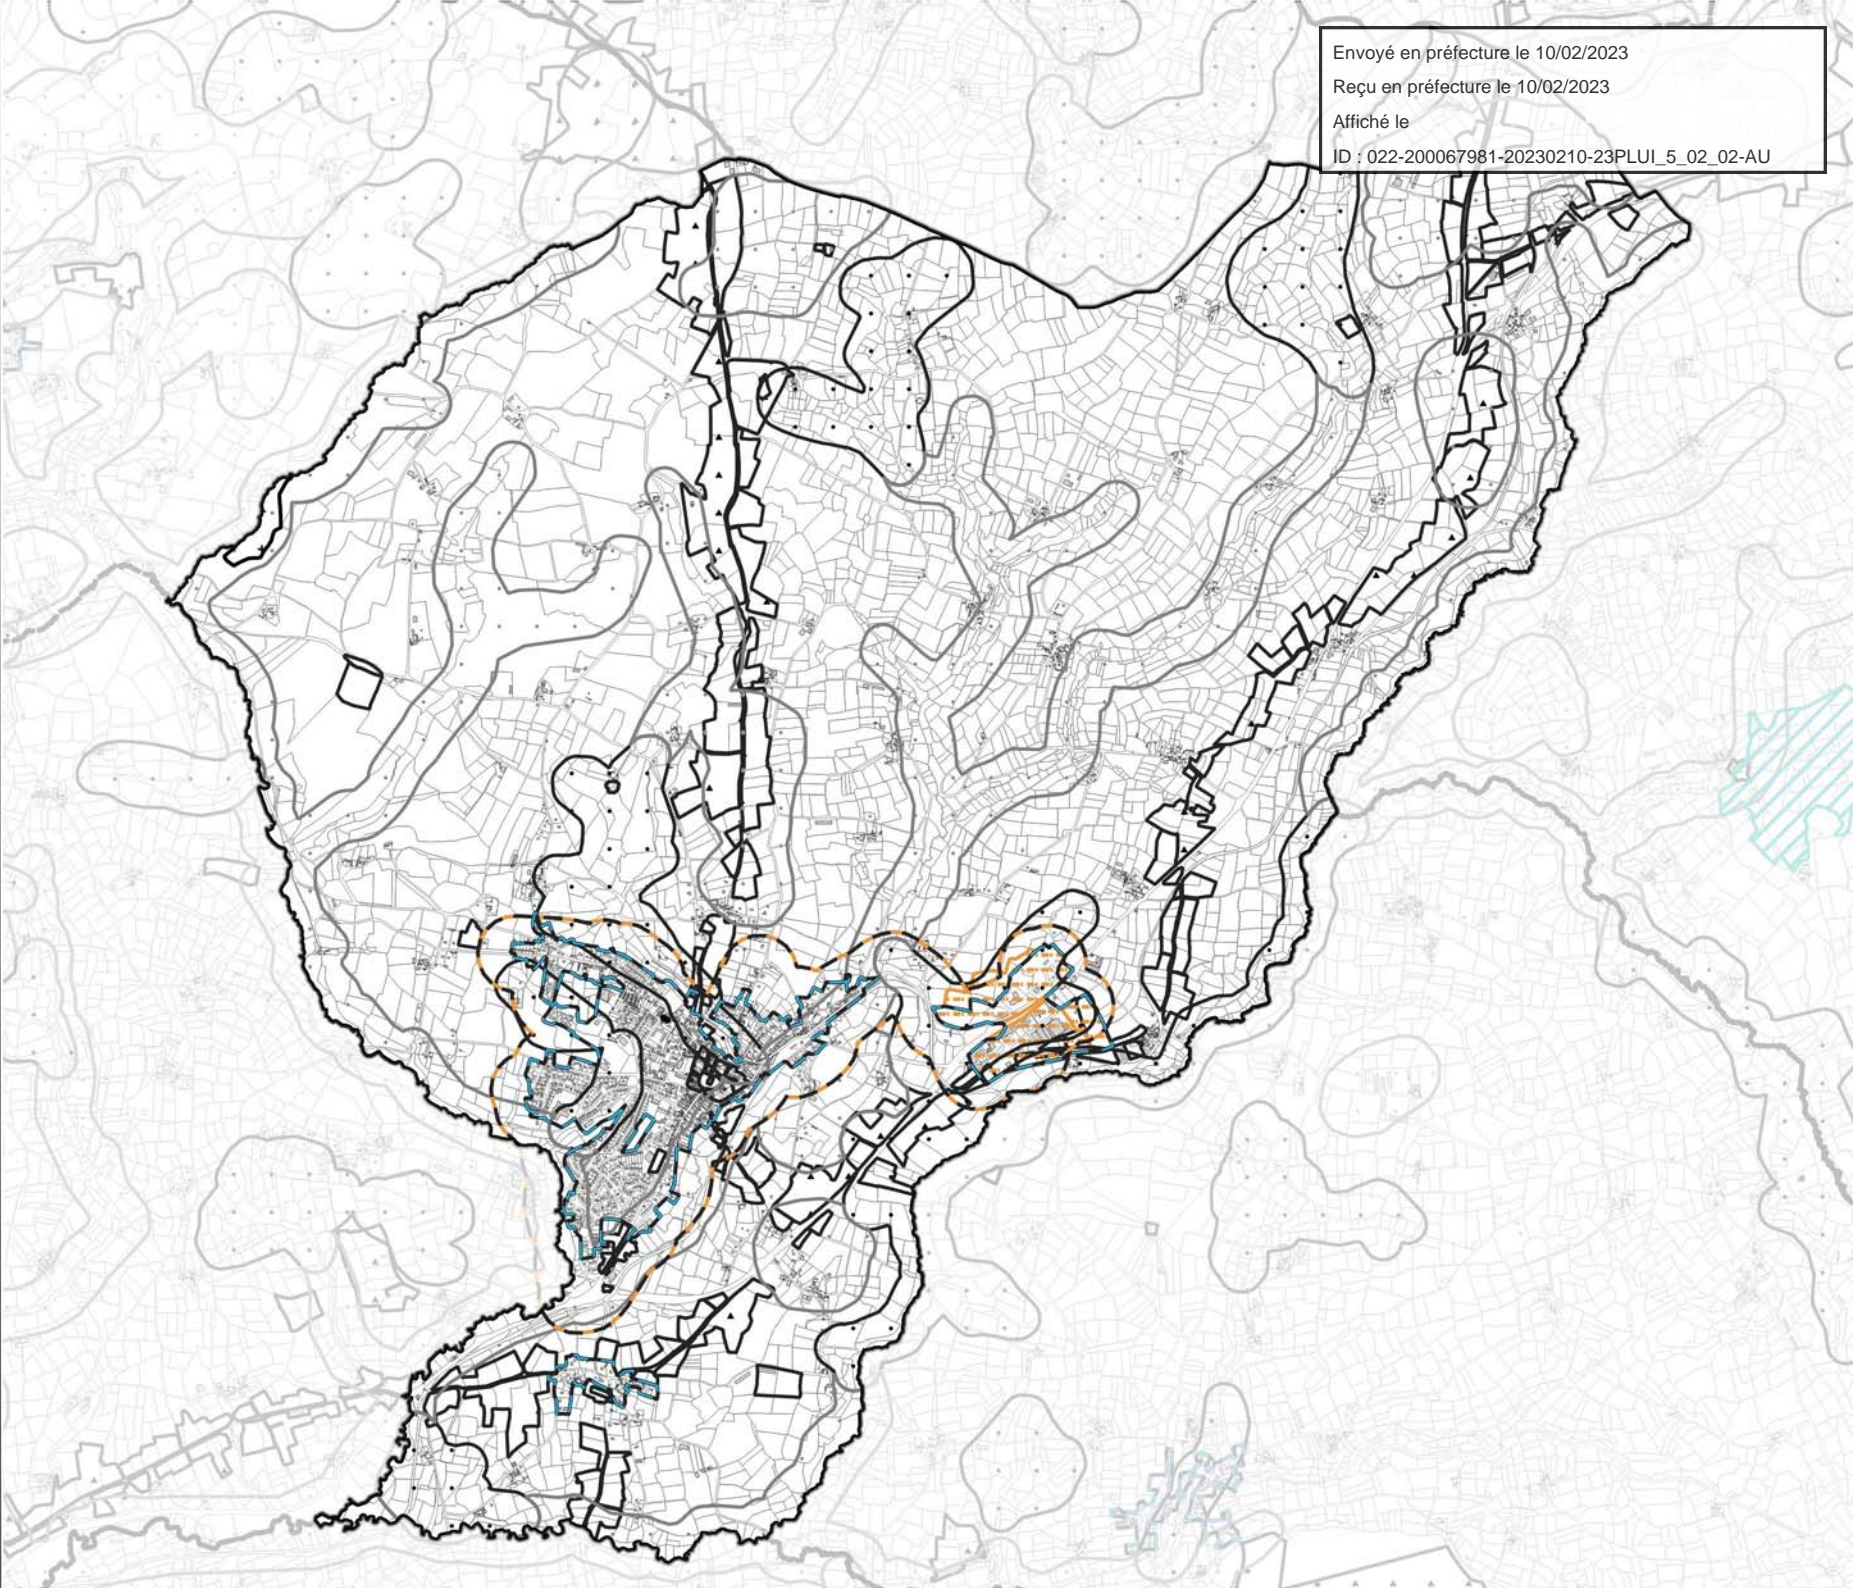 Envoyé en préfecture le 10/02/2023
Reçu en préfecture le 10/02/2023
Affiché le
ID : 022-200067981-20230210-23PLUI_5_02_02-AU